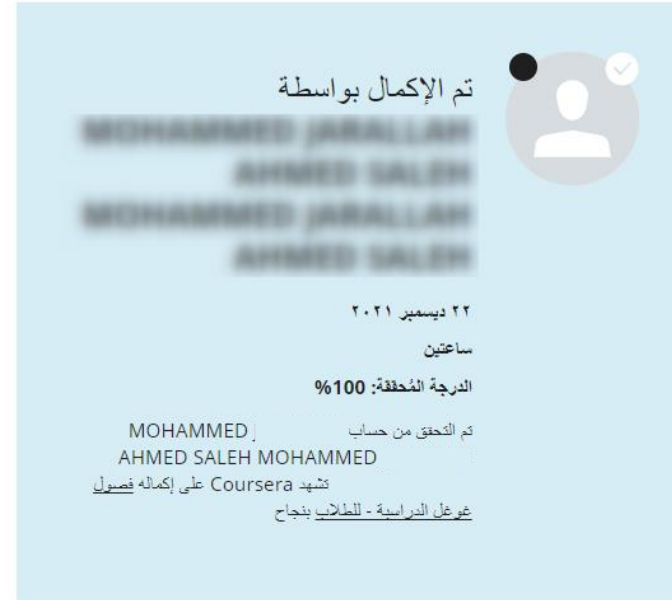 تم الإكمال بواسطة
٢٢ ديسمبر ٢٠٢١
ساعتين
الدرجة المُحققة: 100%
تم التحقق من حساب MOHAMMED
AHMED SALEH MOHAMMED
تشهد Coursera على إكماله فصول
غوغل الدراسية - للطلاب بنجاح